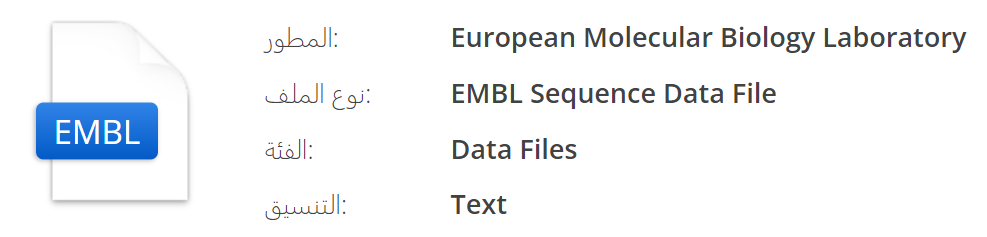 المطور: European Molecular Biology Laboratory
نوع الملف: EMBL Sequence Data File
EMBL
الفئة: Data Files
التنسيق: Text